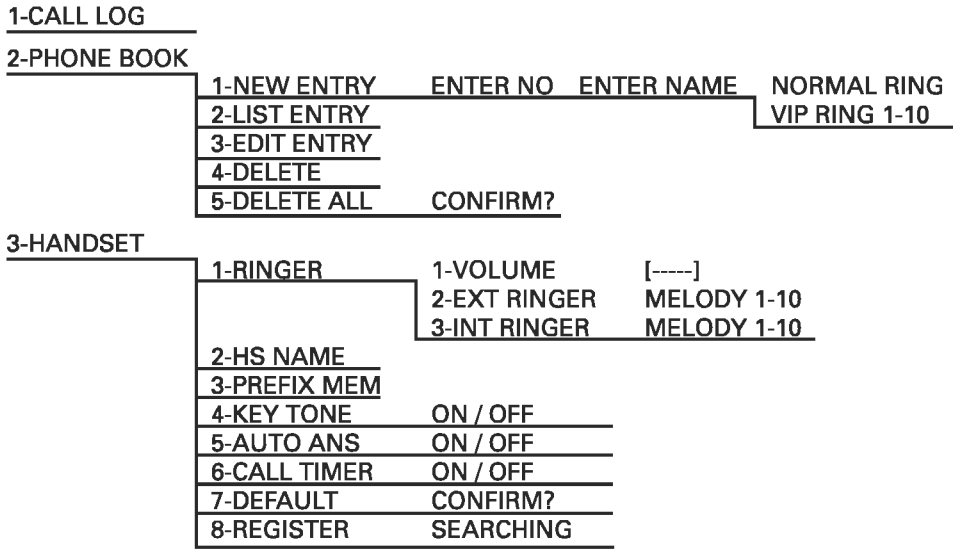 1-CALL LOG
2-PHONE BOOK
1-NEW ENTRY ENTER NO ENTER NAME NORMAL RING
2-LIST ENTRY VIP RING 1-10
3-EDIT ENTRY
4-DELETE
5-DELETE ALL CONFIRM?
3-HANDSET
1-RINGER 1-VOLUME [-----]
2-EXT RINGER MELODY 1-10
3-INT RINGER MELODY 1-10
2-HS NAME
3-PREFIX MEM
4-KEY TONE ON / OFF
5-AUTO ANS ON / OFF
6-CALL TIMER ON / OFF
7-DEFAULT CONFIRM?
8-REGISTER SEARCHING